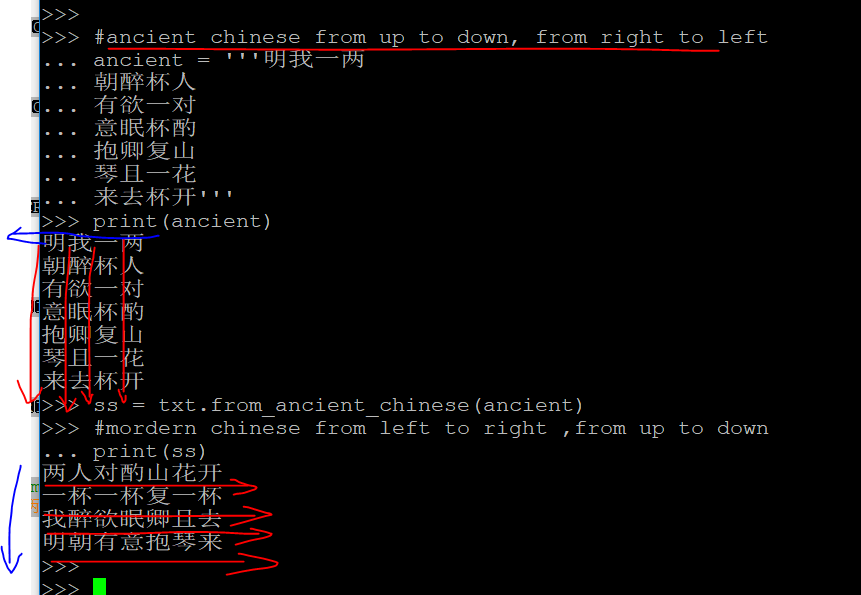 >>>
>>> #ancient chinese from up to down, from right to left
... ancient = '''明我一两
... 朝醉杯人
... 有欲一对
... 意眠杯酌
... 抱卿复山
... 琴且一花
... 来去杯开'''
>>> print(ancient)
明我一两
朝醉杯人
有欲一对
意眠杯酌
抱卿复山
琴且一花
来去杯开
>>> ss = txt.from_ancient_chinese(ancient)
>>> #mordern chinese from left to right ,from up to down
... print(ss)
两人对酌山花开
一杯一杯复一杯
我醉欲眠卿且去
明朝有意抱琴来
>>>
>>>